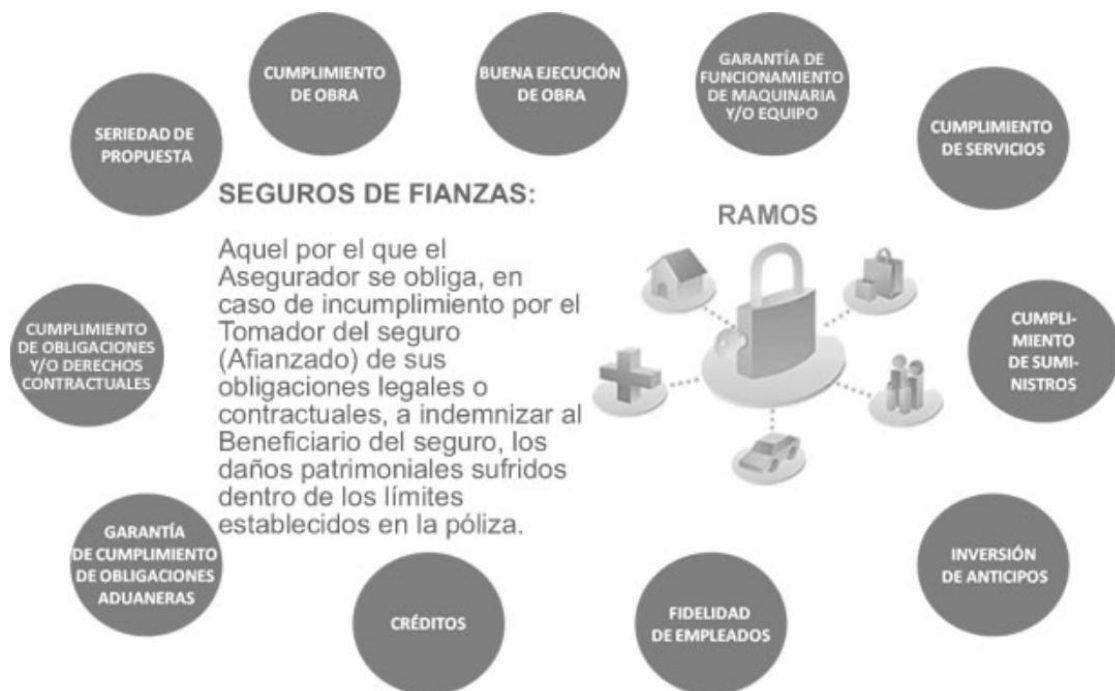 CUMPLIMIENTO
DE OBRA
BUENA EJECUCIÓN
DE OBRA
GARANTÍA DE
FUNCIONAMIENTO
DE MAQUINARIA
Y/O EQUIPO
SERIEDAD DE
PROPUESTA
CUMPLIMIENTO
DE SERVICIOS
SEGUROS DE FIANZAS:
Aquel por el que el
Asegurador se obliga, en
caso de incumplimiento por el
Tomador del seguro
(Afianzado) de sus
obligaciones legales o
contractuales, a indemnizar al
Beneficiario del seguro, los
daños patrimoniales sufridos
dentro de los límites
establecidos en la póliza.
RAMOS
CUMPLIMIENTO
DE OBLIGACIONES
Y/O DERECHOS
CONTRACTUALES
CUMPLI-
MIENTO
DE SUMI-
NISTROS
GARANTÍA
DE CUMPLIMIENTO
DE OBLIGACIONES
ADUANERAS
CRÉDITOS
FIDELIDAD
DE EMPLEADOS
INVERSIÓN
DE ANTICIPOS